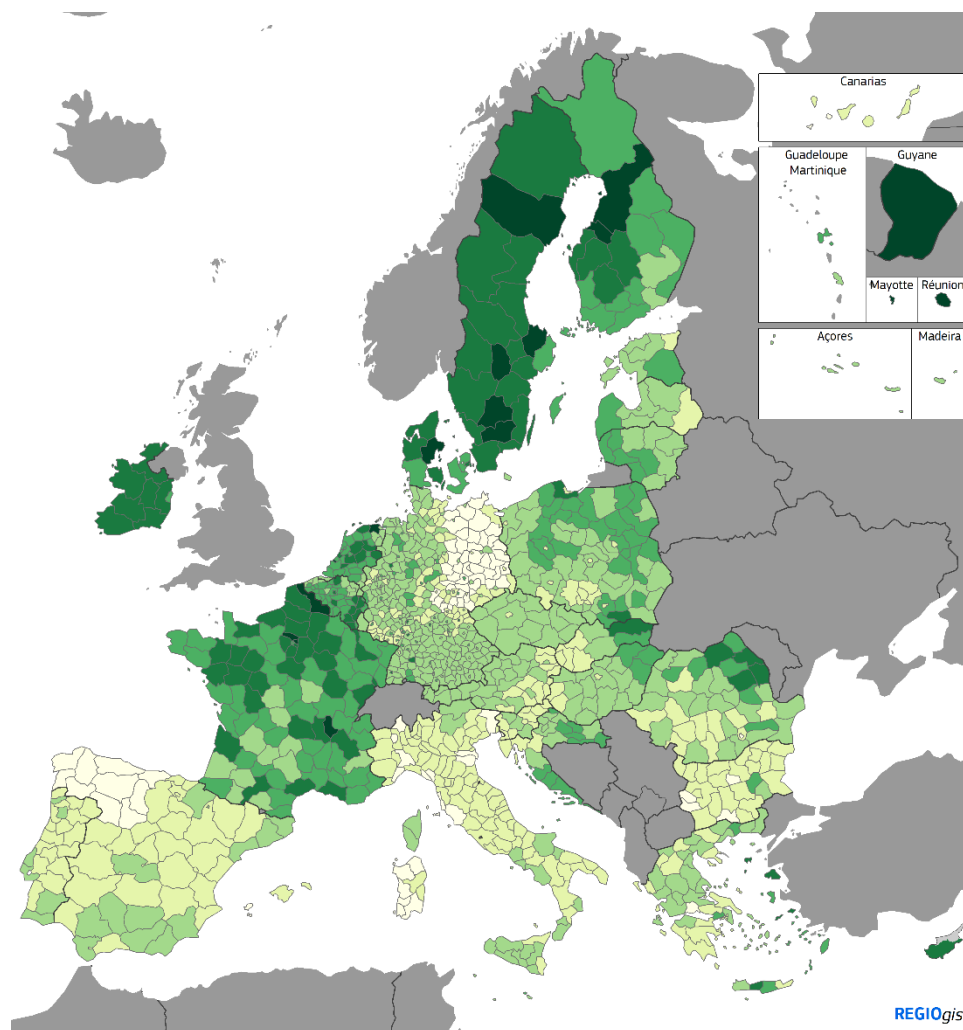 Canarias
Guadeloupe
Martinique
Guyane
Mayotte
Réunion
Açores
Madeira
REGIOgis